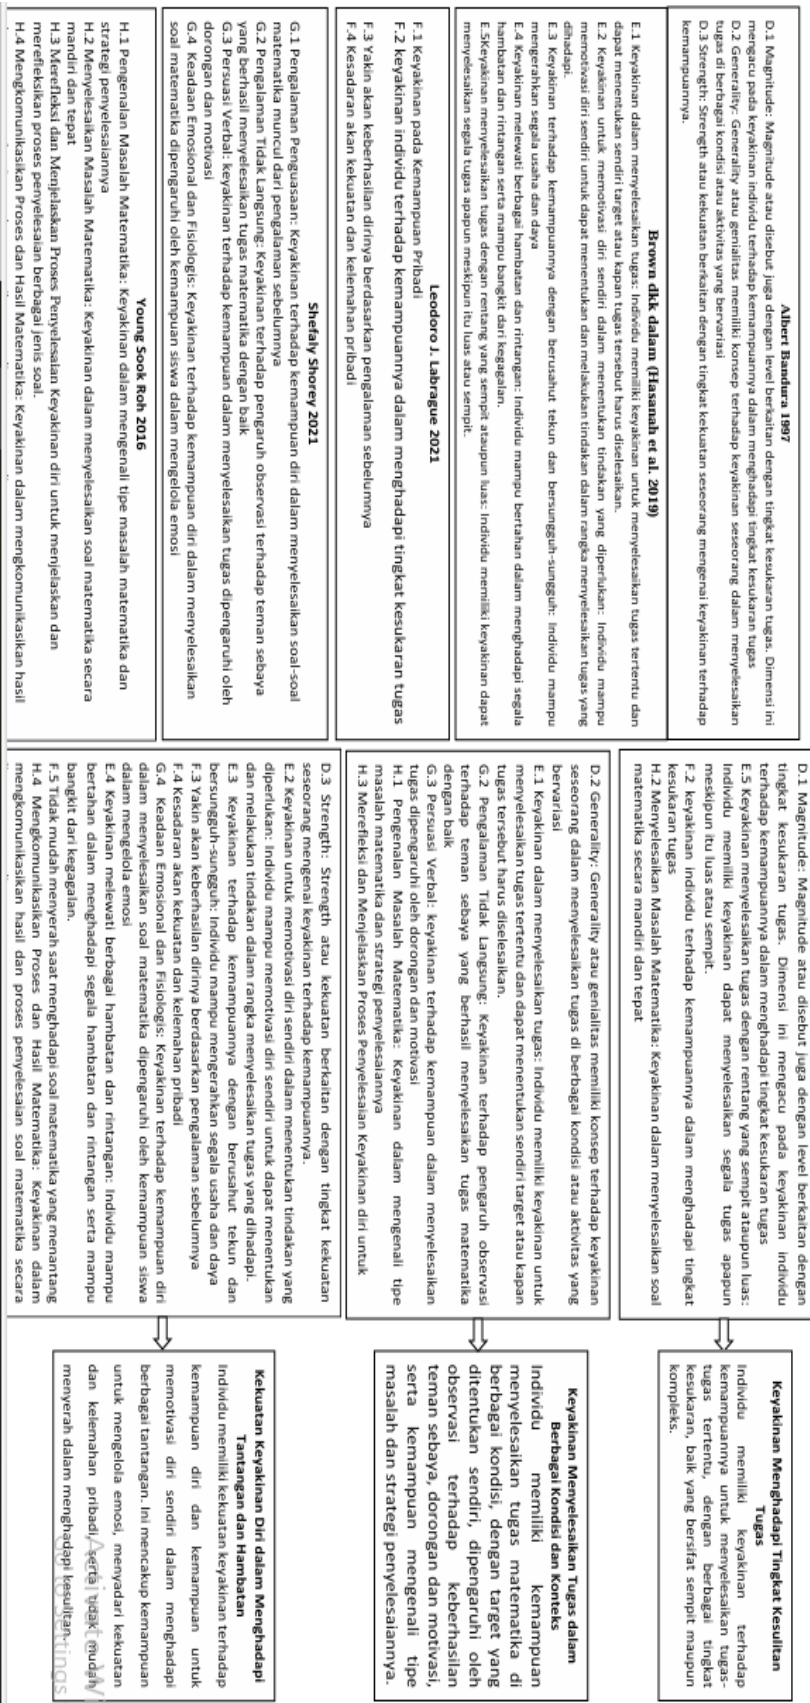 Albert Bandura 1997
D.1 Magnitude: Magnitude atau disebut juga dengan level berkaitan dengan tingkat kesukaran tugas. Dimensi ini
mengacu pada keyakinan individu terhadap kemampuannya dalam menghadapi tingkat kesukaran tugas
D.2 Generality: Generality atau genialitas memiliki konsep terhadap keyakinan seseorang dalam menyelesaikan
tugas di berbagai kondisi atau aktivitas yang bervariasi
D.3 Strength: Strength atau kekuatan berkaitan dengan tingkat kekuatan seseorang mengenai keyakinan terhadap
kemampuannya.
Brown dkk dalam (Hasanah et al. 2019)
E.1 Keyakinan dalam menyelesaikan tugas: Individu memiliki keyakinan untuk menyelesaikan tugas tertentu dan
dapat menentukan sendiri target atau kapan tugas tersebut harus diselesaikan.
E.2 Keyakinan untuk memotivasi diri sendiri dalam menentukan tindakan yang diperlukan: Individu mampu
memotivasi diri sendiri untuk dapat menentukan dan melakukan tindakan dalam rangka menyelesaikan tugas yang
dihadapi.
E.3 Keyakinan terhadap kemampuannya dengan berusahut tekun dan bersungguh-sungguh: Individu mampu
mengerahkan segala usaha dan daya
E.4 Keyakinan melewati berbagai hambatan dan rintangan: Individu mampu bertahan dalam menghadapi segala
hambatan dan rintangan serta mampu bangkit dari kegagalan.
E.5Keyakinan menyelesaikan tugas dengan rentang yang sempit ataupun luas: Individu memiliki keyakinan dapat
menyelesaikan segala tugas apapun meskipun itu luas atau sempit.
Leodoro J. Labrague 2021
F.1 Keyakinan pada Kemampuan Pribadi
F.2 keyakinan individu terhadap kemampuannya dalam menghadapi tingkat kesukaran tugas
F.3 Yakin akan keberhasilan dirinya berdasarkan pengalaman sebelumnya
F.4 Kesadaran akan kekuatan dan kelemahan pribadi
Shefaly Shorey 2021
G.1 Pengalaman Penguasaan: Keyakinan terhadap kemampuan diri dalam menyelesaikan soal-soal
matematika muncul dari pengalaman sebelumnya
G.2 Pengalaman Tidak Langsung: Keyakinan terhadap pengaruh observasi terhadap teman sebaya
yang berhasil menyelesaikan tugas matematika dengan baik
G.3 Persuasi Verbal: keyakinan terhadap kemampuan dalam menyelesaikan tugas dipengaruhi oleh
dorongan dan motivasi
G.4 Keadaan Emosional dan Fisiologis: Keyakinan terhadap kemampuan diri dalam menyelesaikan
soal matematika dipengaruhi oleh kemampuan siswa dalam mengelola emosi
Young Sook Roh 2016
H.1 Pengenalan Masalah Matematika: Keyakinan dalam mengenali tipe masalah matematika dan
strategi penyelesaiannya
H.2 Menyelesaikan Masalah Matematika: Keyakinan dalam menyelesaikan soal matematika secara
mandiri dan tepat
H.3 Merefleksi dan Menjelaskan Proses Penyelesaian Keyakinan diri untuk menjelaskan dan
merefleksikan proses penyelesaian berbagai jenis soal.
H.4 Mengkomunikasikan Proses dan Hasil Matematika: Keyakinan dalam mengkomunikasikan hasil
D.1 Magnitude: Magnitude atau disebut juga dengan level berkaitan dengan
tingkat kesukaran tugas. Dimensi ini mengacu pada keyakinan individu
terhadap kemampuannya dalam menghadapi tingkat kesukaran tugas
E.5 Keyakinan menyelesaikan tugas dengan rentang yang sempit ataupun luas:
Individu memiliki keyakinan dapat menyelesaikan segala tugas apapun
meskipun itu luas atau sempit.
F.2 keyakinan individu terhadap kemampuannya dalam menghadapi tingkat
kesukaran tugas
H.2 Menyelesaikan Masalah Matematika: Keyakinan dalam menyelesaikan soal
matematika secara mandiri dan tepat
D.2 Generality: Generality atau genialitas memiliki konsep terhadap keyakinan
seseorang dalam menyelesaikan tugas di berbagai kondisi atau aktivitas yang
bervariasi
E.1 Keyakinan dalam menyelesaikan tugas: Individu memiliki keyakinan untuk
menyelesaikan tugas tertentu dan dapat menentukan sendiri target atau kapan
tugas tersebut harus diselesaikan.
G.2 Pengalaman Tidak Langsung: Keyakinan terhadap pengaruh observasi
terhadap teman sebaya yang berhasil menyelesaikan tugas matematika
dengan baik
G.3 Persuasi Verbal: keyakinan terhadap kemampuan dalam menyelesaikan
tugas dipengaruhi oleh dorongan dan motivasi
H.1 Pengenalan Masalah Matematika: Keyakinan dalam mengenali tipe
masalah matematika dan strategi penyelesaiannya
H.3 Merefleksi dan Menjelaskan Proses Penyelesaian Keyakinan diri untuk
D.3 Strength: Strength atau kekuatan berkaitan dengan tingkat kekuatan
seseorang mengenai keyakinan terhadap kemampuannya.
E.2 Keyakinan untuk memotivasi diri sendiri dalam menentukan tindakan yang
diperlukan: Individu mampu memotivasi diri sendiri untuk dapat menentukan
dan melakukan tindakan dalam rangka menyelesaikan tugas yang dihadapi.
E.3 Keyakinan terhadap kemampuannya dengan berusahut tekun dan
bersungguh-sungguh: Individu mampu mengerahkan segala usaha dan daya
F.3 Yakin akan keberhasilan dirinya berdasarkan pengalaman sebelumnya
F.4 Kesadaran akan kekuatan dan kelemahan pribadi
G.4 Keadaan Emosional dan Fisiologis: Keyakinan terhadap kemampuan diri
dalam menyelesaikan soal matematika dipengaruhi oleh kemampuan siswa
dalam mengelola emosi
E.4 Keyakinan melewati berbagai hambatan dan rintangan: Individu mampu
bertahan dalam menghadapi segala hambatan dan rintangan serta mampu
bangkit dari kegagalan.
F.5 Tidak mudah menyerah saat menghadapi soal matematika yang menantang
H.4 Mengkomunikasikan Proses dan Hasil Matematika: Keyakinan dalam
mengkomunikasikan hasil dan proses penyelesaian soal matematika secara
Keyakinan Menghadapi Tingkat Kesulitan
Tugas
Individu memiliki keyakinan terhadap
kemampuannya untuk menyelesaikan tugas-
tugas tertentu, dengan berbagai tingkat
kesukaran, baik yang bersifat sempit maupun
kompleks.
Keyakinan Menyelesaikan Tugas dalam
Berbagai Kondisi dan Konteks
Individu memiliki kemampuan
menyelesaikan tugas matematika di
berbagai kondisi, dengan target yang
ditentukan sendiri, dipengaruhi oleh
observasi terhadap keberhasilan
teman sebaya, dorongan dan motivasi,
serta kemampuan mengenali tipe
masalah dan strategi penyelesaiannya.
Kekuatan Keyakinan Diri dalam Menghadapi
Tantangan dan Hambatan
Individu memiliki kekuatan keyakinan terhadap
kemampuan diri dan kemampuan untuk
memotivasi diri sendiri dalam menghadapi
berbagai tantangan. Ini mencakup kemampuan
untuk mengelola emosi, menyadari kekuatan
dan kelemahan pribadi, serta tidak mudah
menyerah dalam menghadapi kesulitan.
Activate Wi
Settings